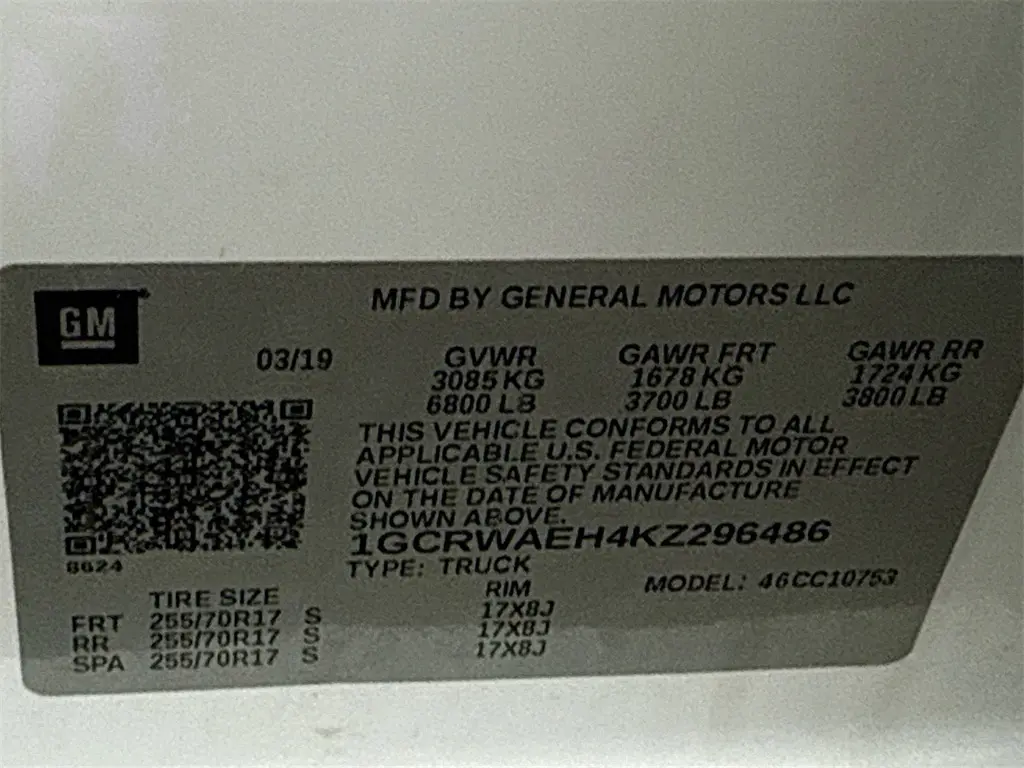 GM
MFD BY GENERAL MOTORS LLC
03/19
GVWR GAWR FRT GAWR RR
3085 KG 1678 KG 1724 KG
6800 LB 3700 LB 3800 LB
THIS VEHICLE CONFORMS TO ALL
APPLICABLE U.S. FEDERAL MOTOR
VEHICLE SAFETY STANDARDS IN EFFECT
ON THE DATE OF MANUFACTURE
SHOWN ABOVE.
1GCRWAEH4KZ296486
8624
TYPE: TRUCK
MODEL: 46CC10753
TIRE SIZE RIM
FRT 255/70R17 S 17X8J
RR 255/70R17 S 17X8J
SPA 255/70R17 S 17X8J